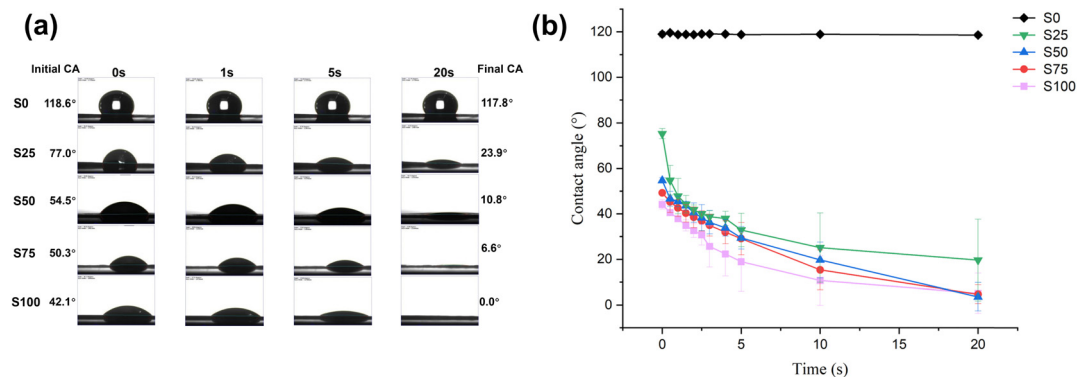 (a)
Initial CA 0s 1s 5s 20s Final CA
S0 118.6° 117.8°
S25 77.0° 23.9°
S50 54.5° 10.8°
S75 50.3° 6.6°
S100 42.1° 0.0°
(b)
S0
S25
S50
S75
S100
120
100
80
60
40
20
0
Contact angle (°)
0 5 10 15 20
Time (s)